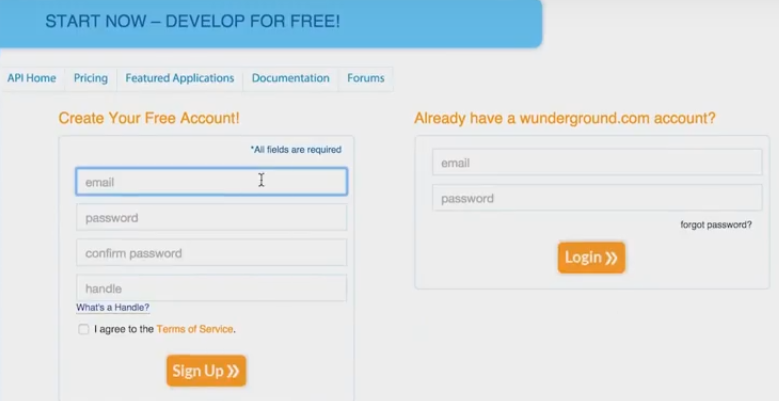 START NOW – DEVELOP FOR FREE!
API Home Pricing Featured Applications Documentation Forums
Create Your Free Account!
*All fields are required
email
password
confirm password
handle
What's a Handle?
I agree to the Terms of Service.
Sign Up »
Already have a wunderground.com account?
email
password
forgot password?
Login »